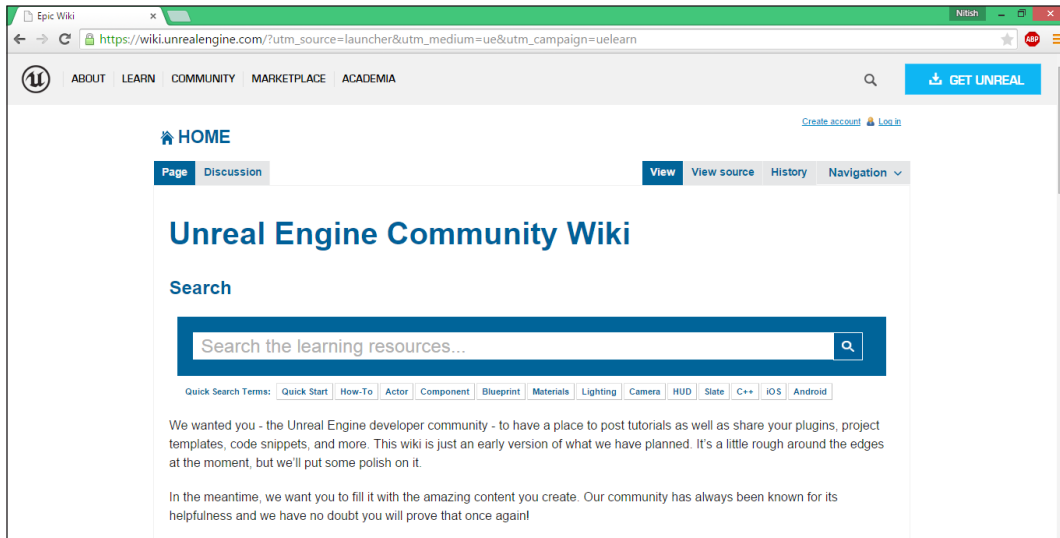 Epic Wiki
Nitish
https://wiki.unrealengine.com/?utm_source=launcher&utm_medium=ue&utm_campaign=uelearn
ABP
ABOUT LEARN COMMUNITY MARKETPLACE ACADEMIA GET UNREAL
Create account Log in
HOME
Page Discussion View View source History Navigation
Unreal Engine Community Wiki
Search
Search the learning resources...
Quick Search Terms: Quick Start How-To Actor Component Blueprint Materials Lighting Camera HUD Slate C++ iOS Android
We wanted you - the Unreal Engine developer community - to have a place to post tutorials as well as share your plugins, project
templates, code snippets, and more. This wiki is just an early version of what we have planned. It's a little rough around the edges
at the moment, but we'll put some polish on it.
In the meantime, we want you to fill it with the amazing content you create. Our community has always been known for its
helpfulness and we have no doubt you will prove that once again!